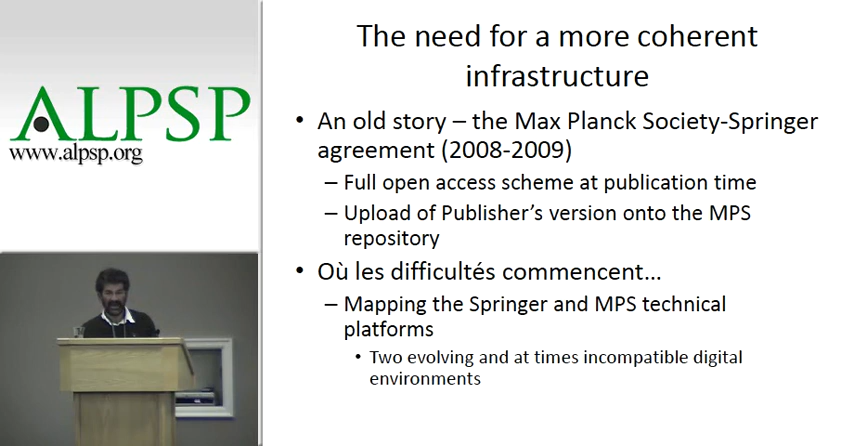 ALPSP
www.alpsp.org
The need for a more coherent
infrastructure
• An old story – the Max Planck Society-Springer
agreement (2008-2009)
– Full open access scheme at publication time
– Upload of Publisher's version onto the MPS
repository
• Où les difficultés commencent…
– Mapping the Springer and MPS technical
platforms
• Two evolving and at times incompatible digital
environments